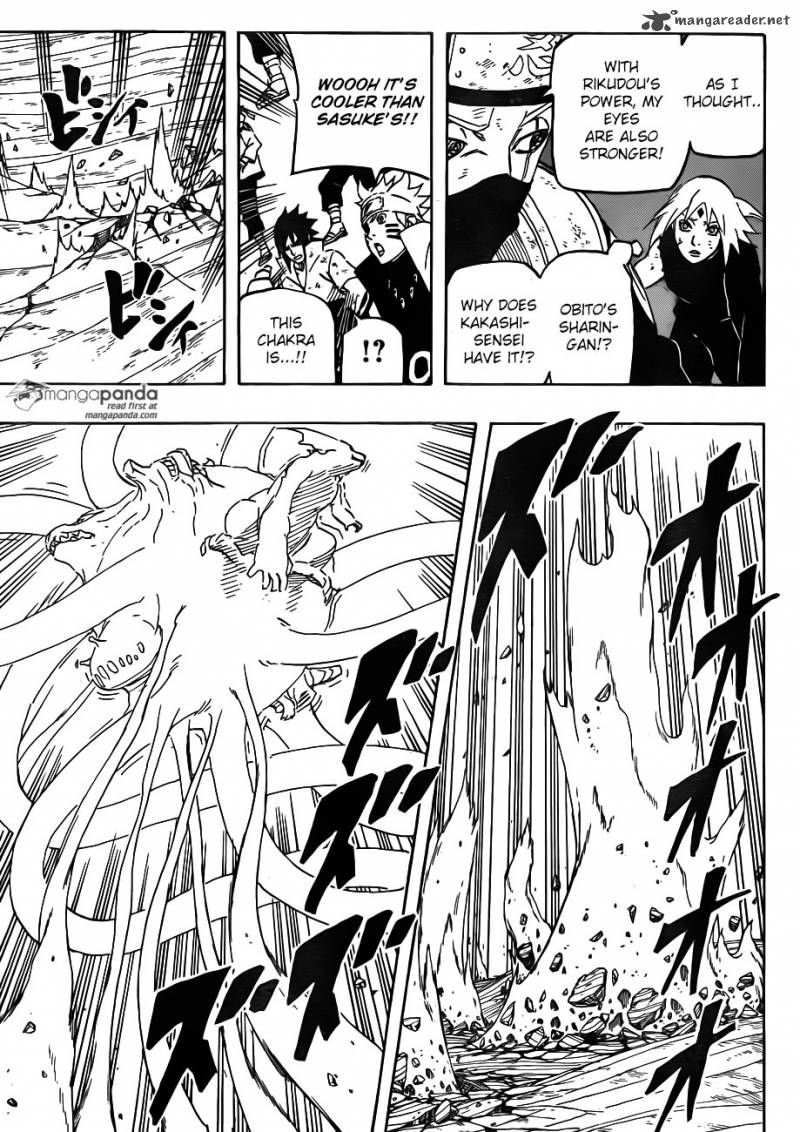 mangareader.net
AS I
THOUGHT..
WITH
RIKUDOU'S
POWER, MY
EYES
ARE ALSO
STRONGER!
OBITO'S
SHARIN-
GAN!?
WHY DOES
KAKASHI-
SENSEI
HAVE IT!?
WOOOH IT'S
COOLER THAN
SASUKE'S!!
!?
THIS
CHAKRA
IS...!!
ビシィ
ビシィ
mangapanda
read first at
mangapanda.com
ズオオオオオ
ズズズズ